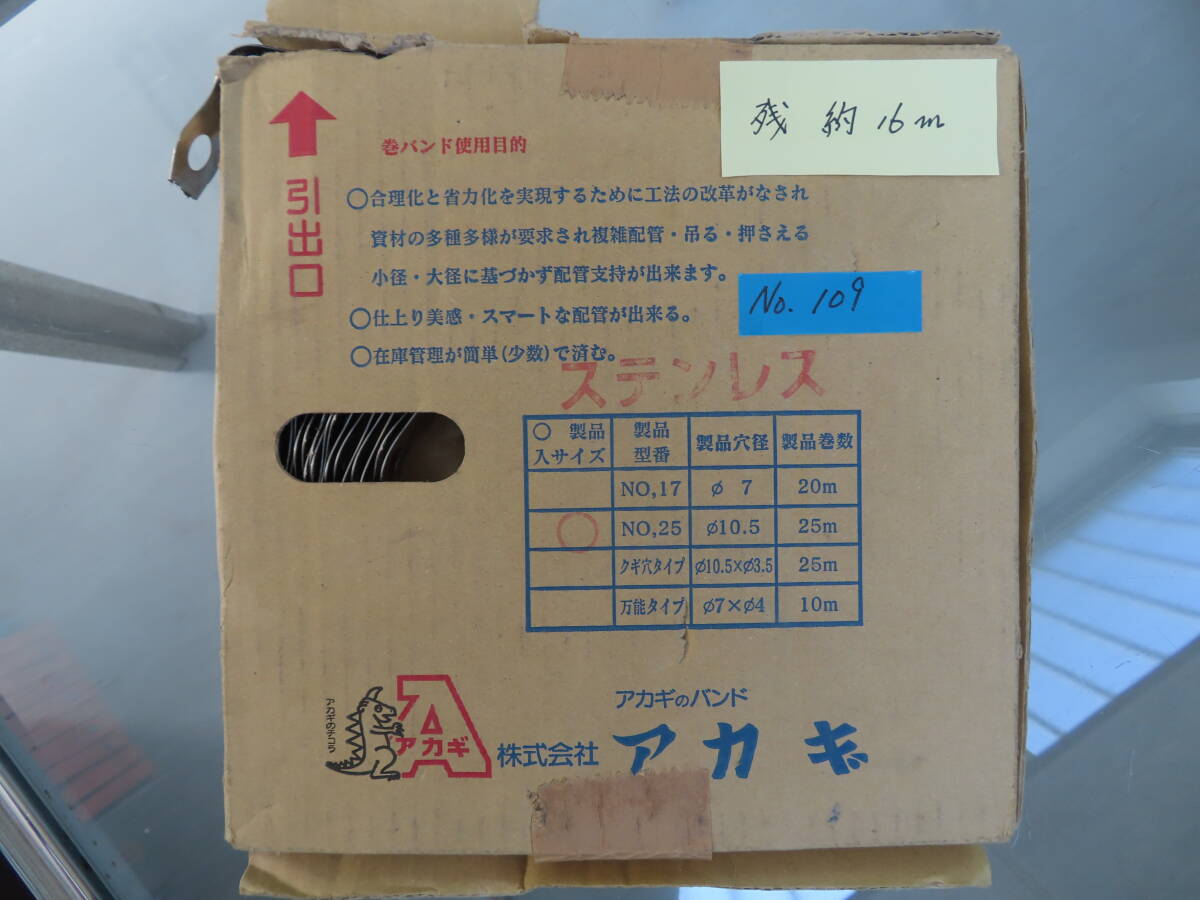 残 約16m
引出口
巻バンド使用目的
○合理化と省力化を実現するために工法の改革がなされ
資材の多種多様が要求され複雑配管・吊る・押さえる
小径・大径に基づかず配管支持が出来ます。
○仕上り美感・スマートな配管が出来る。
○在庫管理が簡単(少数)で済む。
No. 109
ステンレス
○ 製品入サイズ 製品型番 製品穴径 製品巻数
NO,17 φ 7 20m
○ NO,25 φ10.5 25m
クギ穴タイプ φ10.5×φ3.5 25m
万能タイプ φ7×φ4 10m
アカギのチコラ
A
アカギ
アカギのバンド
株式会社 アカギ